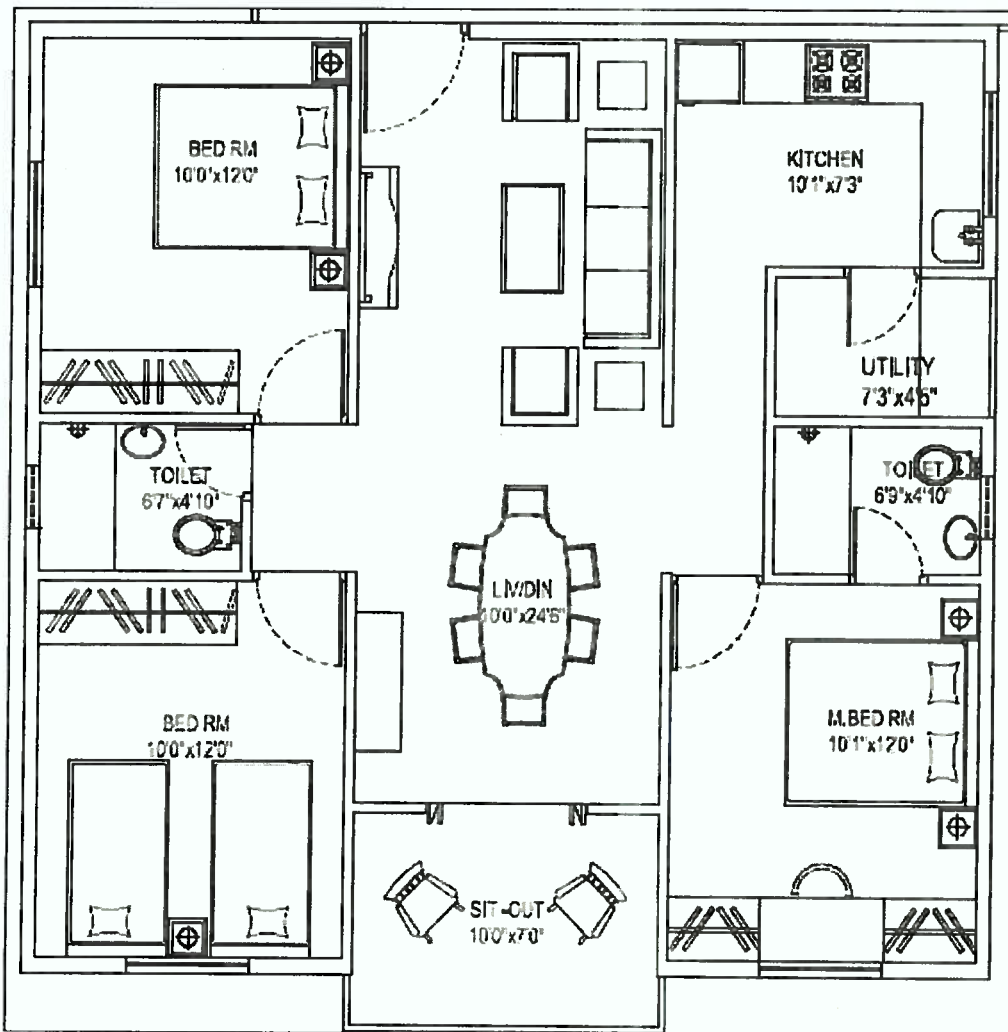 BED RM
10'0"x12'0"
KITCHEN
10'1"x7'3"
UTILITY
7'3"x4'6"
TOILET
6'7"x4'10"
TOILET
6'9"x4'10"
LIV/DIN
10'0"x24'6"
BED RM
10'0"x12'0"
M.BED RM
10'1"x12'0"
SIT-OUT
10'0"x7'0"